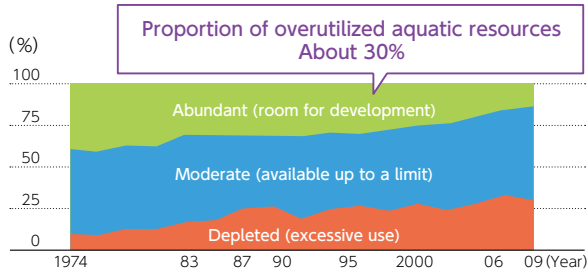 Proportion of overutilized aquatic resources
About 30%
(%)
100
75
50
25
0
Abundant (room for development)
Moderate (available up to a limit)
Depleted (excessive use)
1974 83 87 90 95 2000 06 09 (Year)